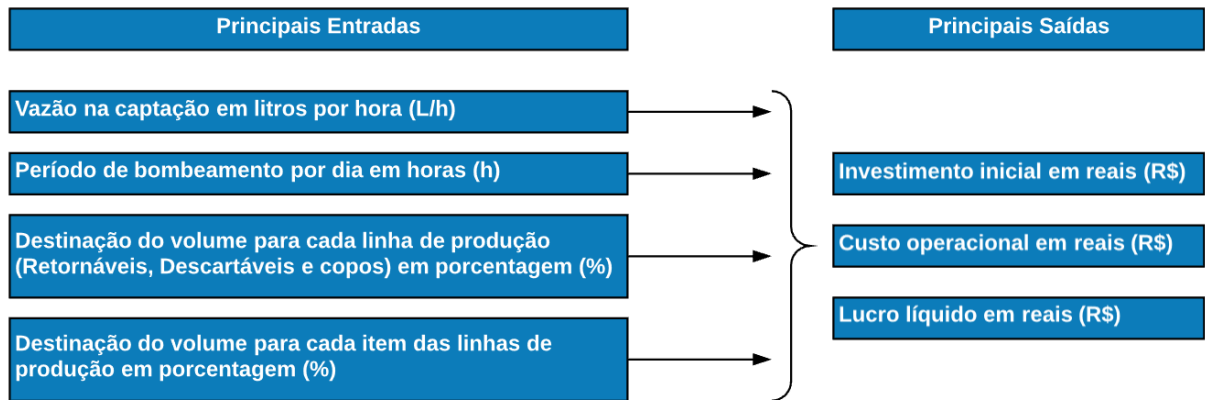 Principais Entradas
Principais Saídas
Vazão na captação em litros por hora (L/h)
Período de bombeamento por dia em horas (h)
Destinação do volume para cada linha de produção
(Retornáveis, Descartáveis e copos) em porcentagem (%)
Destinação do volume para cada item das linhas de
produção em porcentagem (%)
Investimento inicial em reais (R$)
Custo operacional em reais (R$)
Lucro líquido em reais (R$)